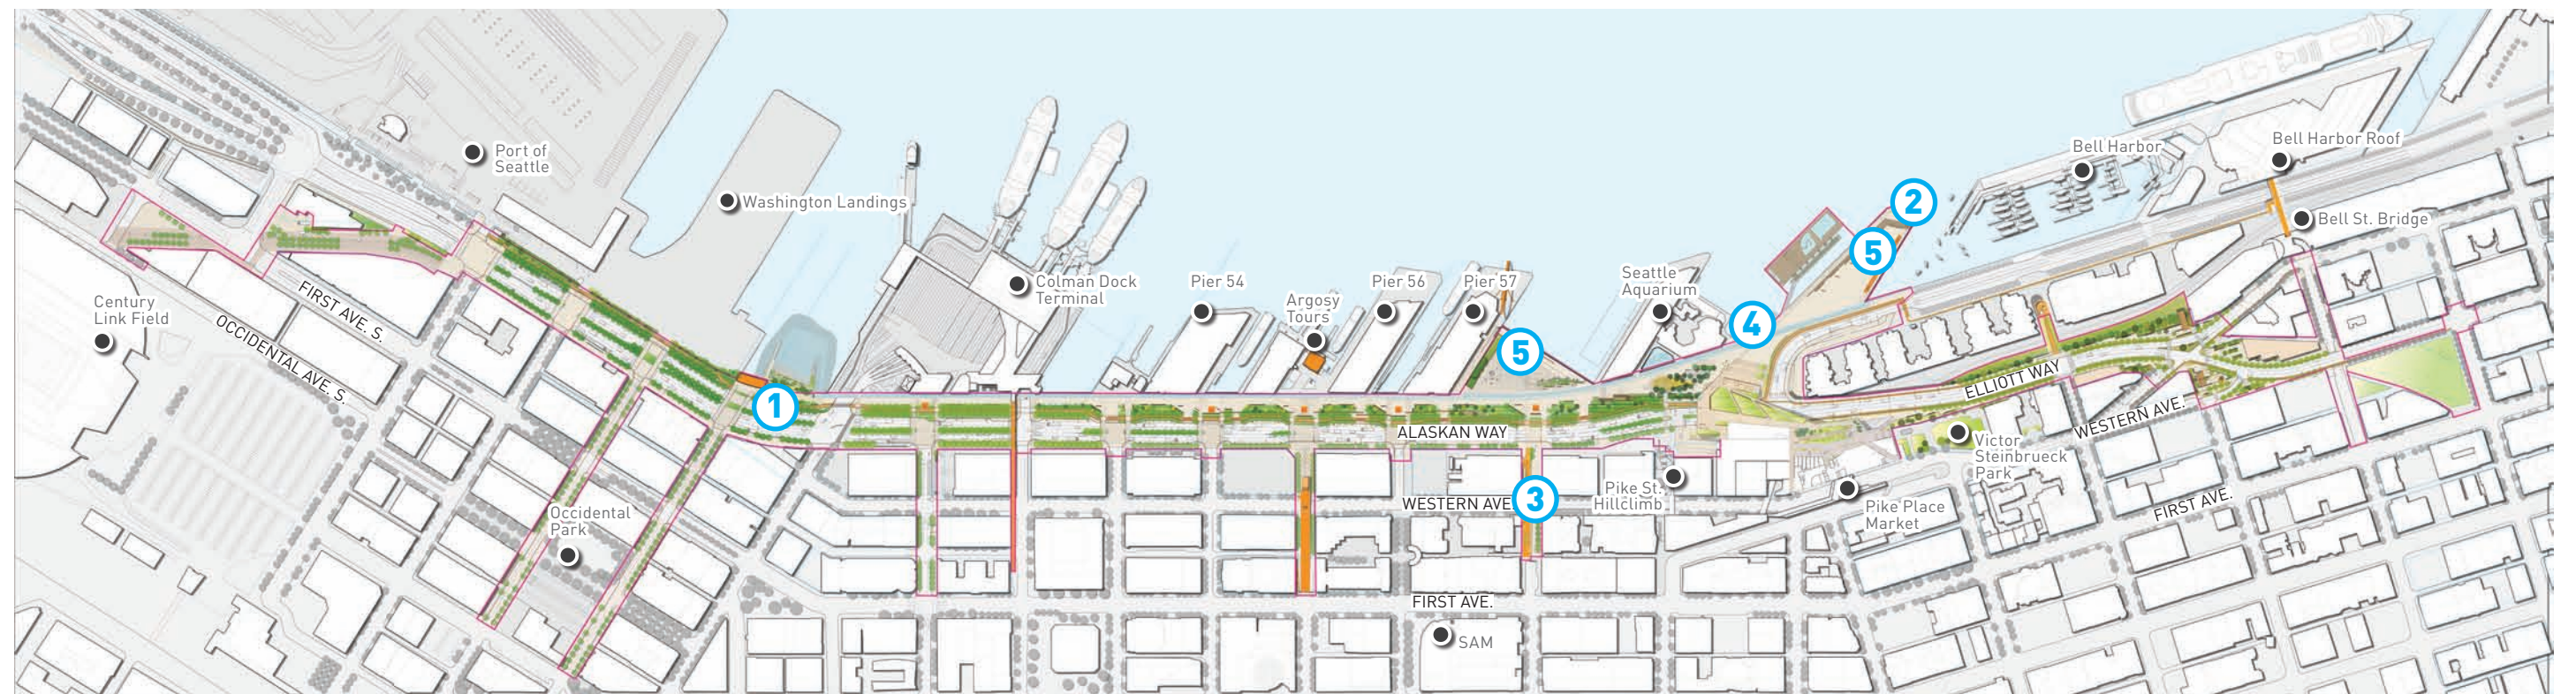 Port of
Seattle
Washington Landings
Century
Link Field
FIRST AVE. S.
OCCIDENTAL AVE. S.
Occidental
Park
1
Colman Dock
Terminal
Pier 54
Argosy
Tours
Pier 56
Pier 57
5
Seattle
Aquarium
4
5
2
Bell Harbor
Bell Harbor Roof
Bell St. Bridge
ALASKAN WAY
ELLIOTT WAY
WESTERN AVE.
Victor
Steinbrueck
Park
WESTERN AVE
3
Pike St.
Hillclimb
Pike Place
Market
FIRST AVE.
FIRST AVE.
SAM